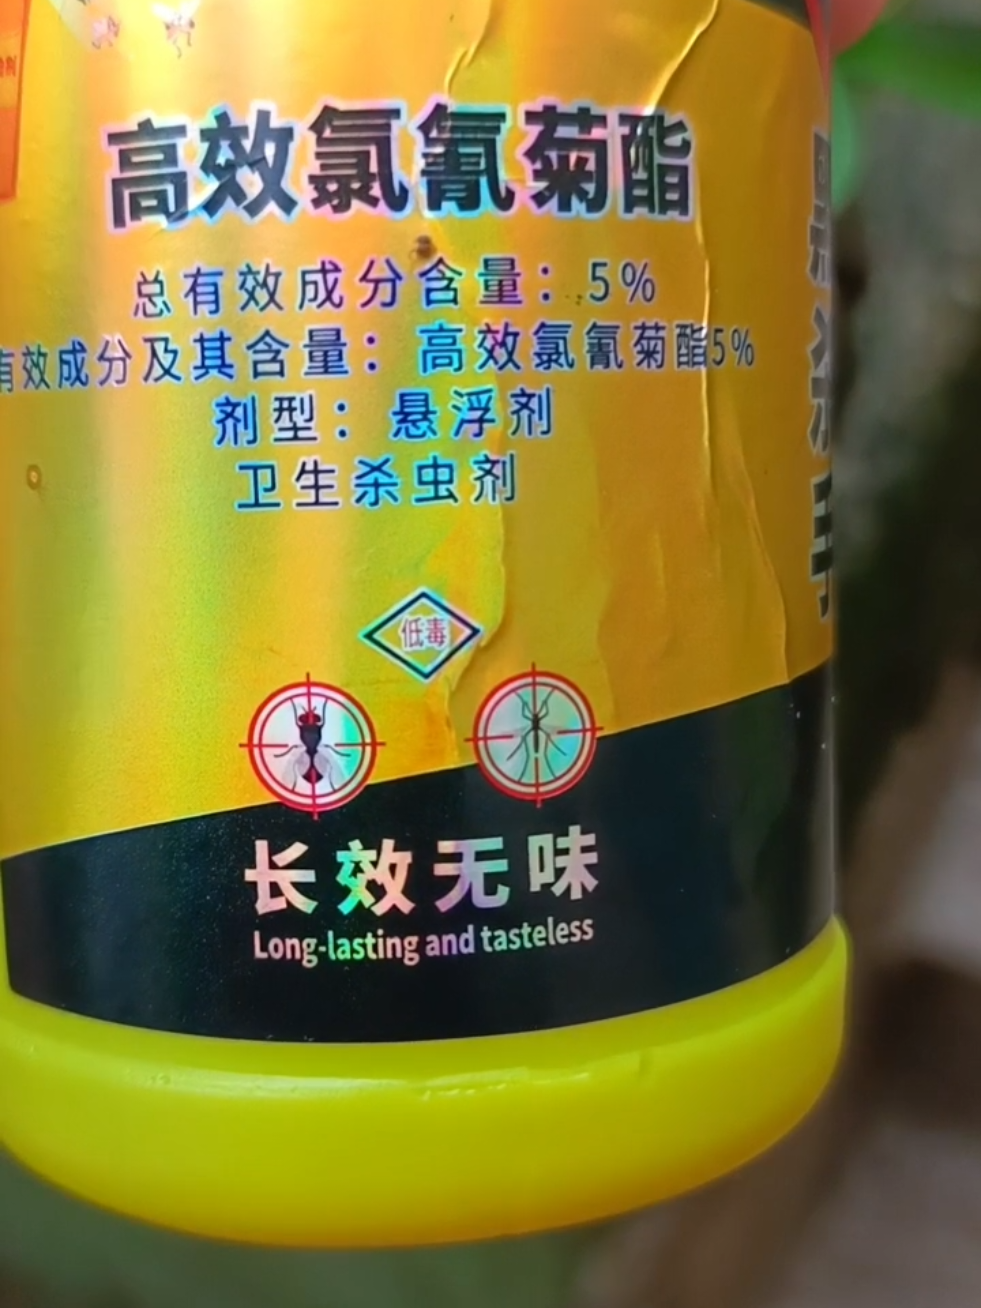 高效氯氰菊酯
总有效成分含量：5%
有效成分及其含量：高效氯氰菊酯5%
剂型：悬浮剂
卫生杀虫剂
低毒
长效无味
Long-lasting and tasteless